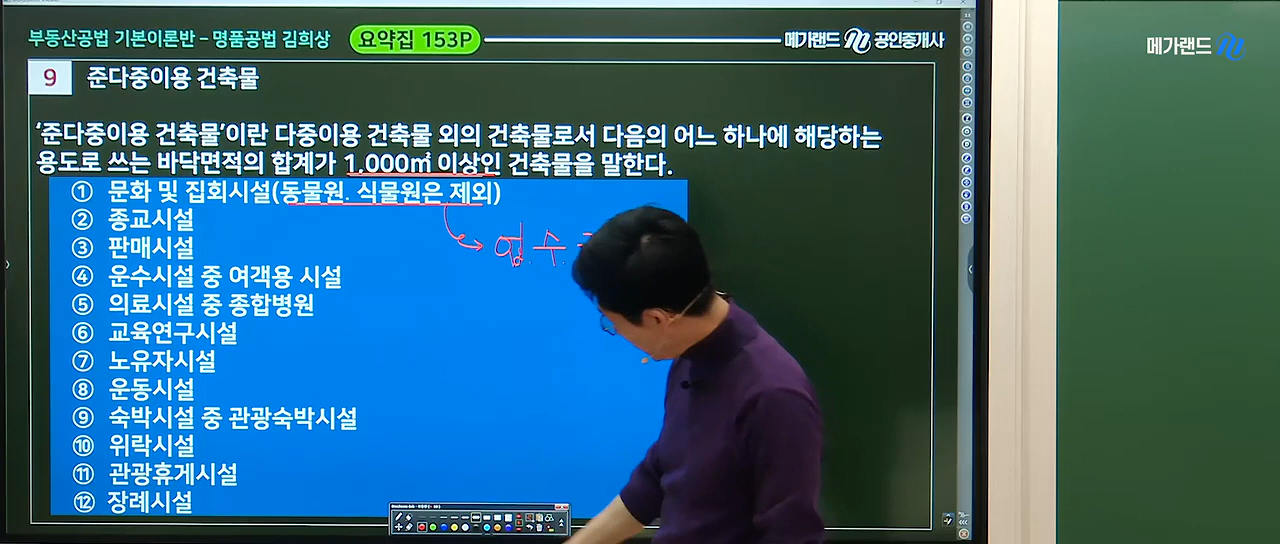 부동산공법 기본이론반 – 명품공법 김희상
요약집 153P
메가랜드 공인중개사
메가랜드
9 준다중이용 건축물
‘준다중이용 건축물’이란 다중이용 건축물 외의 건축물로서 다음의 어느 하나에 해당하는
용도로 쓰는 바닥면적의 합계가 1,000㎡ 이상인 건축물을 말한다.
① 문화 및 집회시설(동물원. 식물원은 제외)
② 종교시설
③ 판매시설
④ 운수시설 중 여객용 시설
⑤ 의료시설 중 종합병원
⑥ 교육연구시설
⑦ 노유자시설
⑧ 운동시설
⑨ 숙박시설 중 관광숙박시설
⑩ 위락시설
⑪ 관광휴게시설
⑫ 장례시설